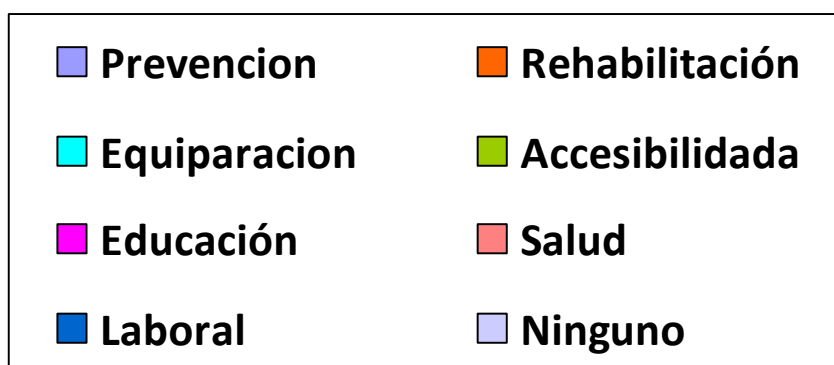 Prevencion Rehabilitación
Equiparacion Accesibilidada
Educación Salud
Laboral Ninguno